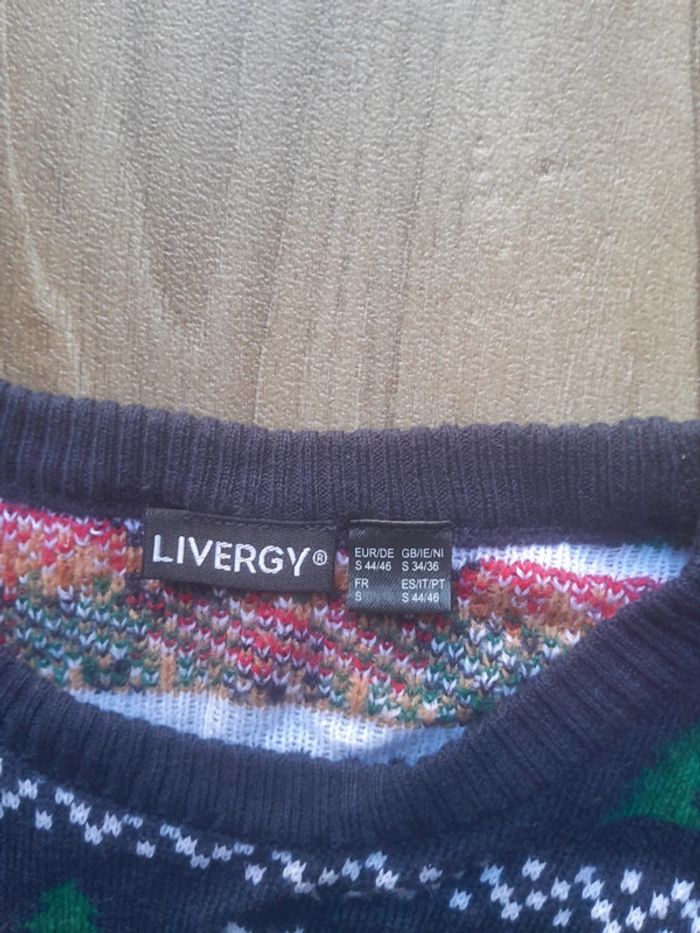 LIVERGY®
EUR/DE GB/IE/NI
S 44/46 S 34/36
FR ES/IT/PT
S S 44/46